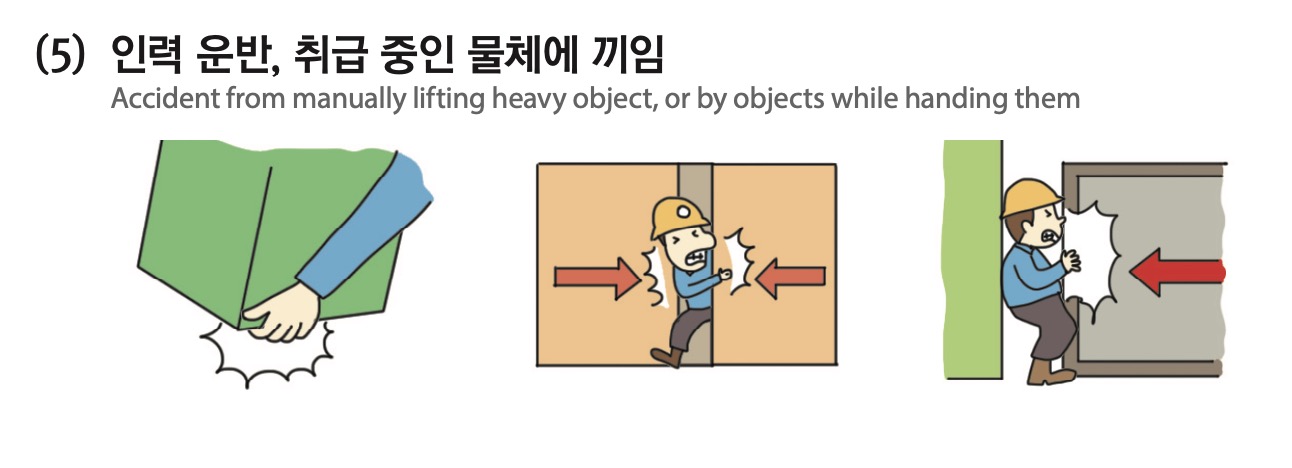 (5) 인력 운반, 취급 중인 물체에 끼임
Accident from manually lifting heavy object, or by objects while handing them